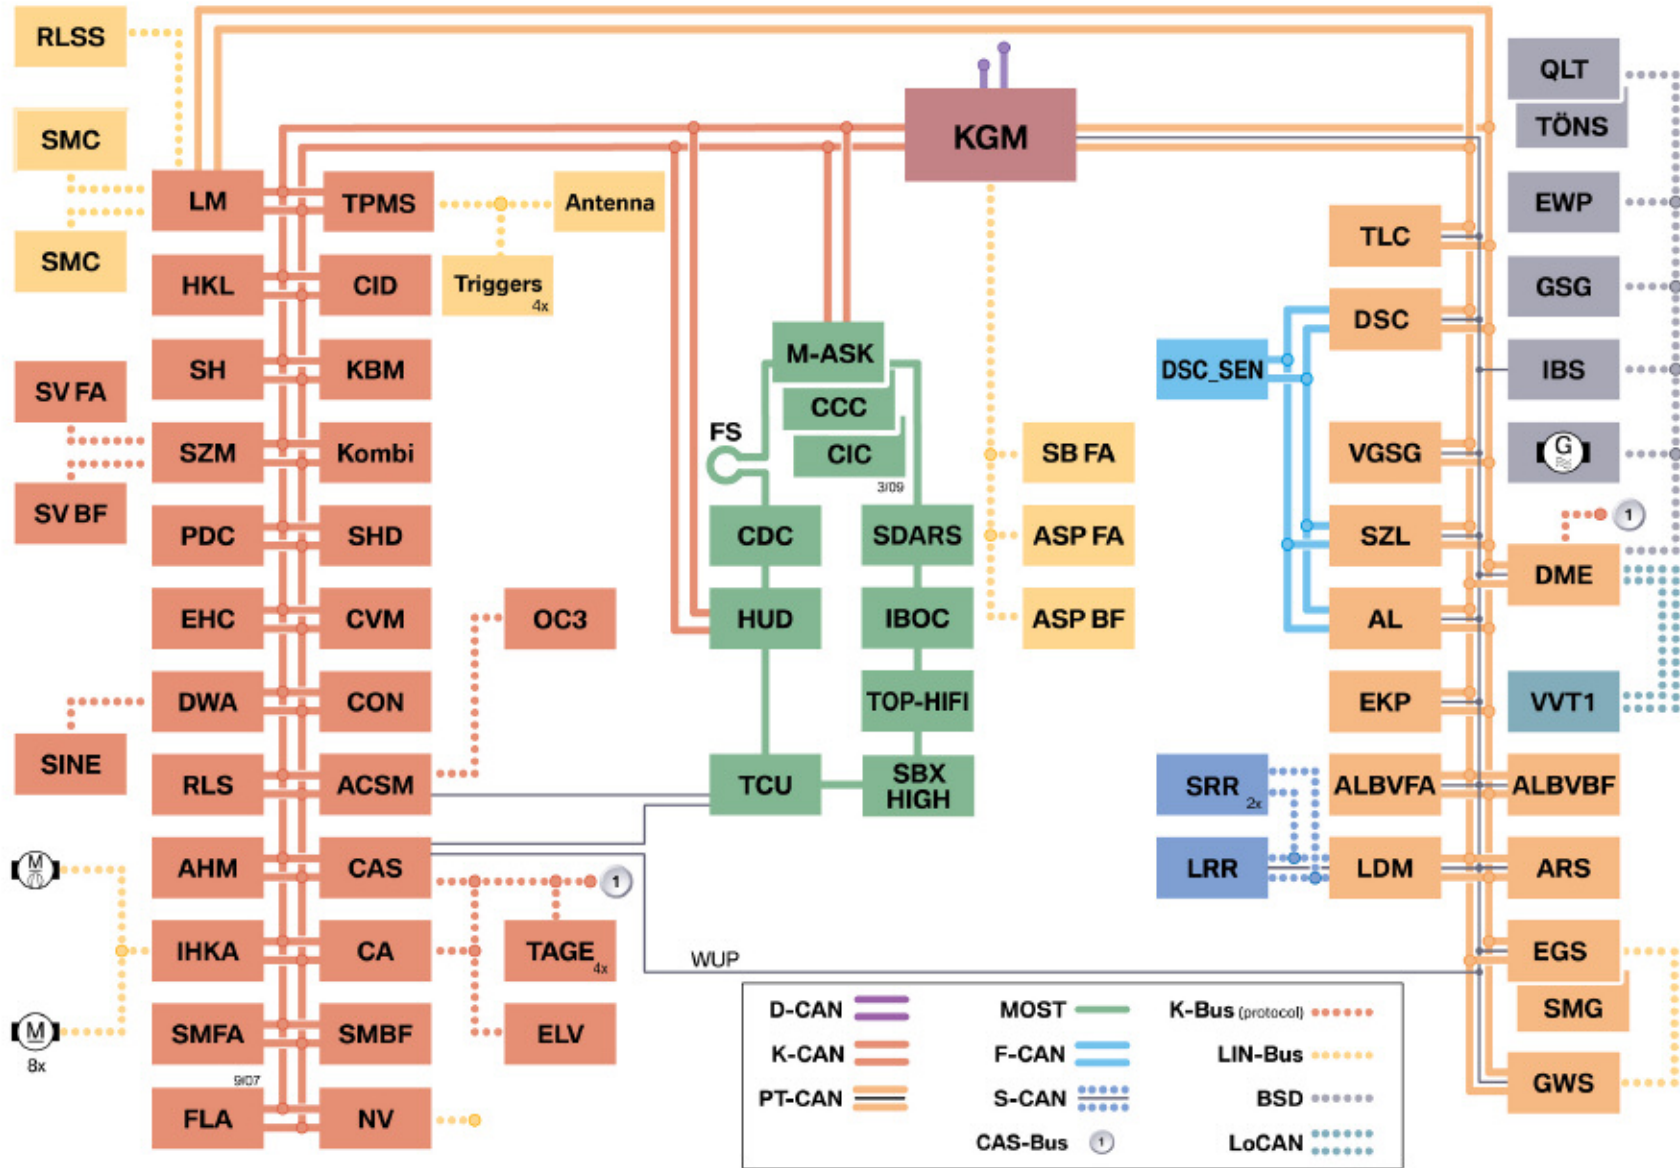 RLSS
SMC
SMC
LM
TPMS
Antenna
Triggers
4x
HKL
CID
SH
KBM
SV FA
SZM
Kombi
SV BF
PDC
SHD
EHC
CVM
OC3
DWA
CON
SINE
RLS
ACSM
AHM
CAS
1
M
IHKA
CA
TAGE
4x
M
8x
SMFA
SMBF
ELV
9/07
FLA
NV
KGM
M-ASK
CCC
CIC
3/09
FS
CDC
SDARS
HUD
IBOC
TOP-HIFI
TCU
SBX
HIGH
WUP
SB FA
ASP FA
ASP BF
DSC_SEN
TLC
DSC
VGSG
SZL
AL
EKP
SRR
2x
ALBVFA
ALBVBF
LRR
LDM
ARS
EGS
SMG
GWS
QLT
TÖNS
EWP
GSG
IBS
G
1
DME
VVT1
D-CAN
MOST
K-Bus (protocol)
K-CAN
F-CAN
LIN-Bus
PT-CAN
S-CAN
BSD
CAS-Bus 1
LoCAN